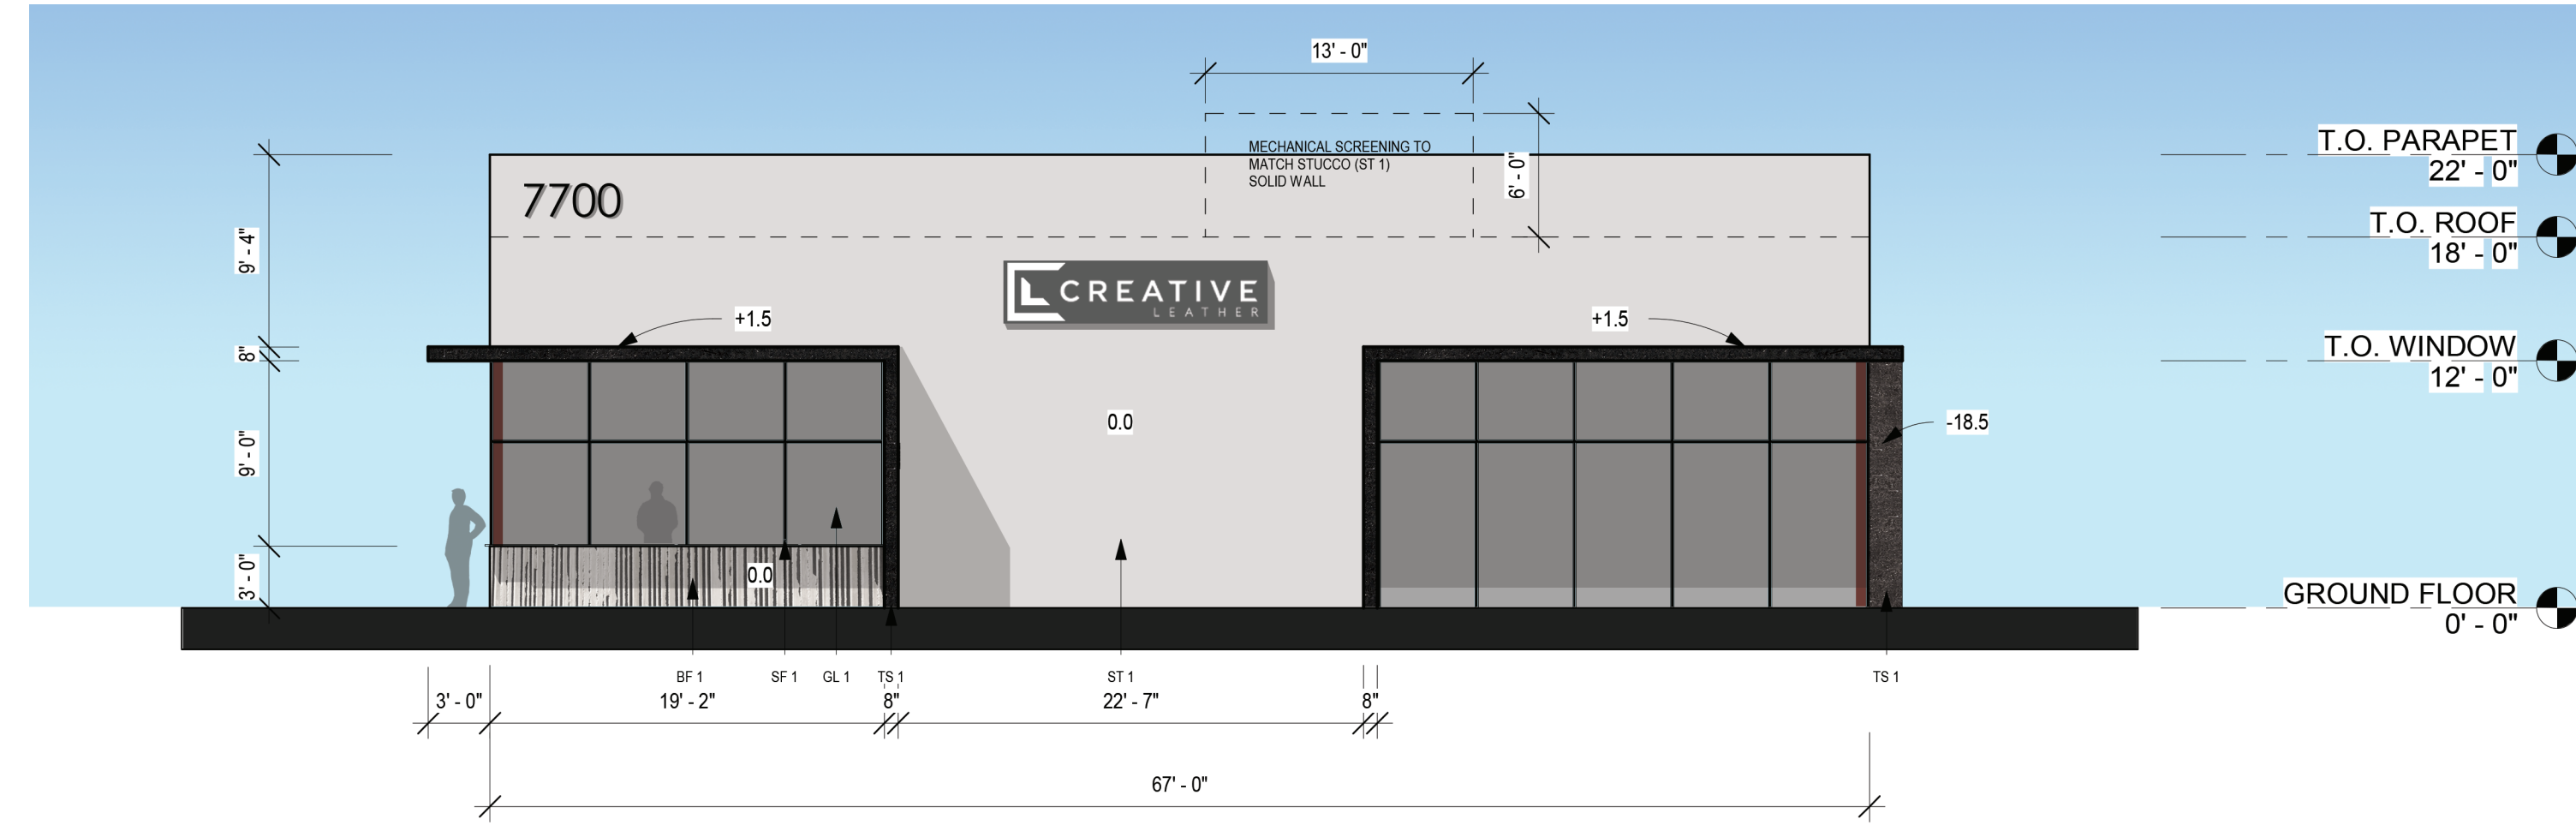 13' - 0"
MECHANICAL SCREENING TO
MATCH STUCCO (ST 1)
SOLID WALL
6' - 0"
T.O. PARAPET
22' - 0"
7700
T.O. ROOF
18' - 0"
9' - 4"
CREATIVE
LEATHER
+1.5
+1.5
8"
T.O. WINDOW
12' - 0"
0.0
-18.5
9' - 0"
0.0
3' - 0"
GROUND FLOOR
0' - 0"
BF 1
SF 1
GL 1
TS 1
ST 1
TS 1
3' - 0"
19' - 2"
8"
22' - 7"
8"
67' - 0"